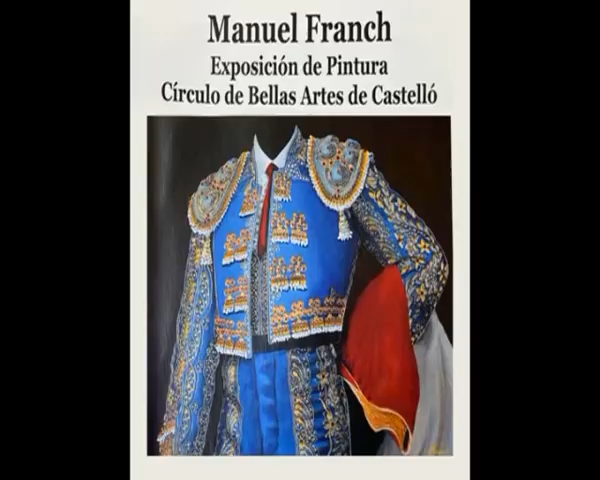 Manuel Franch
Exposición de Pintura
Círculo de Bellas Artes de Castelló